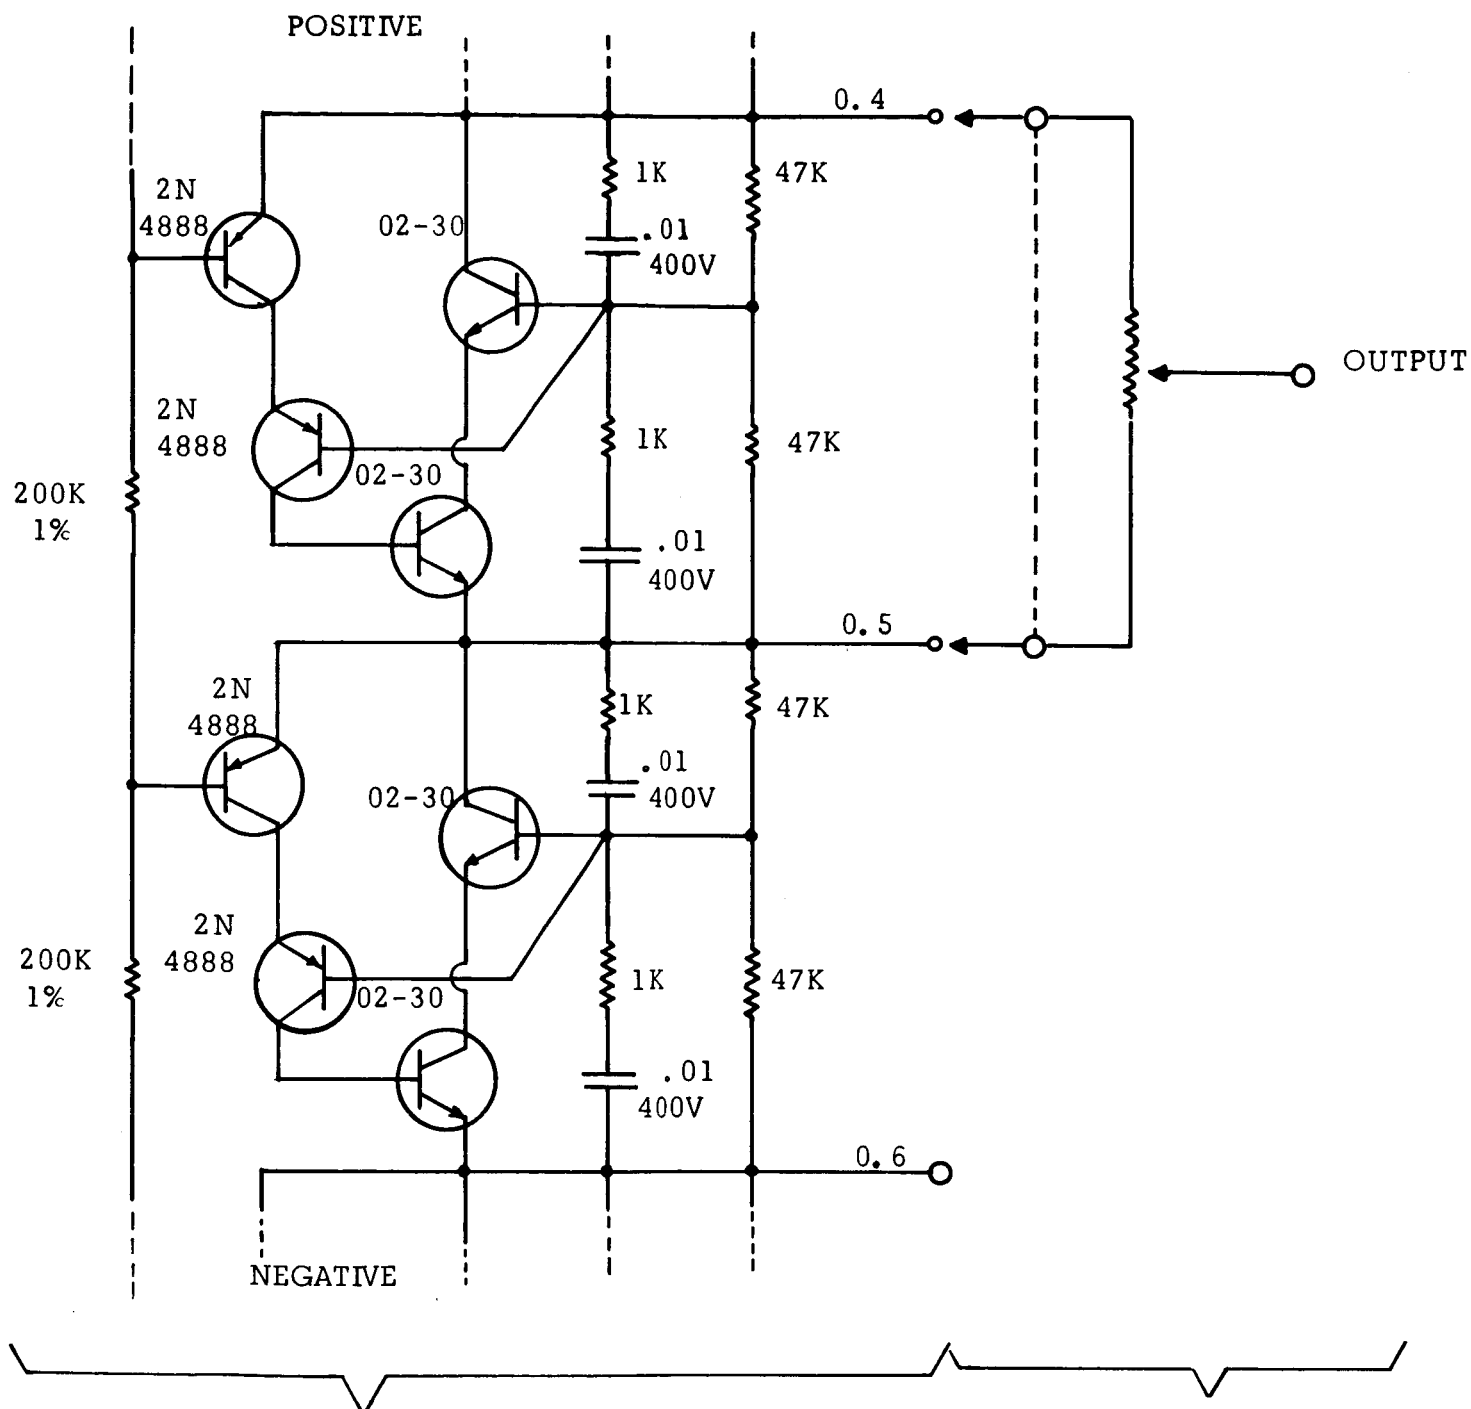 POSITIVE
0.4
2N
4888
02-30
1K
47K
.01
400V
OUTPUT
2N
4888
02-30
1K
47K
200K
1%
.01
400V
0.5
2N
4888
1K
47K
02-30
.01
400V
2N
4888
02-30
200K
1%
1K
47K
.01
400V
0.6
NEGATIVE